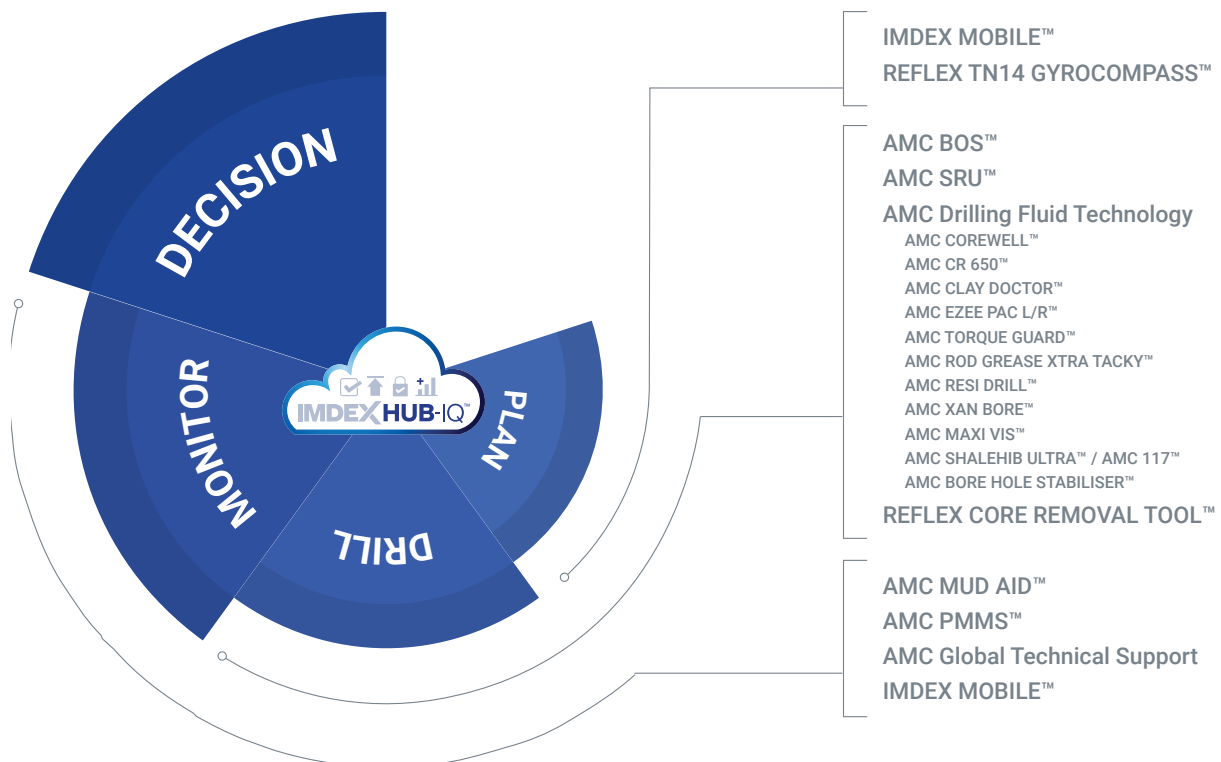 DECISION
MONITOR
DRILL
PLAN
IMDEX HUB-IQ™
IMDEX MOBILE™
REFLEX TN14 GYROCOMPASS™
AMC BOS™
AMC SRU™
AMC Drilling Fluid Technology
AMC COREWELL™
AMC CR 650™
AMC CLAY DOCTOR™
AMC EZEE PAC L/R™
AMC TORQUE GUARD™
AMC ROD GREASE XTRA TACKY™
AMC RESI DRILL™
AMC XAN BORE™
AMC MAXI VIS™
AMC SHALEHIB ULTRA™ / AMC 117™
AMC BORE HOLE STABILISER™
REFLEX CORE REMOVAL TOOL™
AMC MUD AID™
AMC PMMS™
AMC Global Technical Support
IMDEX MOBILE™